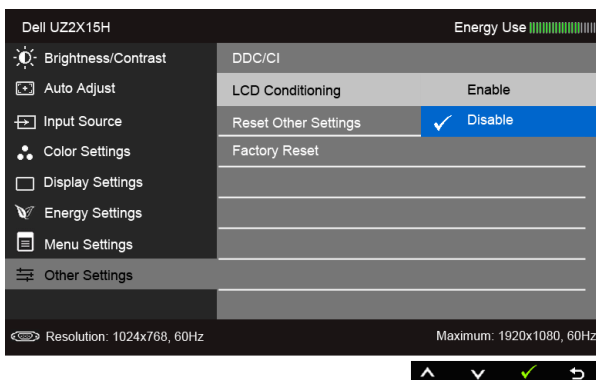 Dell UZ2X15H
Energy Use
Brightness/Contrast
DDC/CI
Auto Adjust
LCD Conditioning
Enable
Input Source
Reset Other Settings
Disable
Color Settings
Factory Reset
Display Settings
Energy Settings
Menu Settings
Other Settings
Resolution: 1024x768, 60Hz
Maximum: 1920x1080, 60Hz